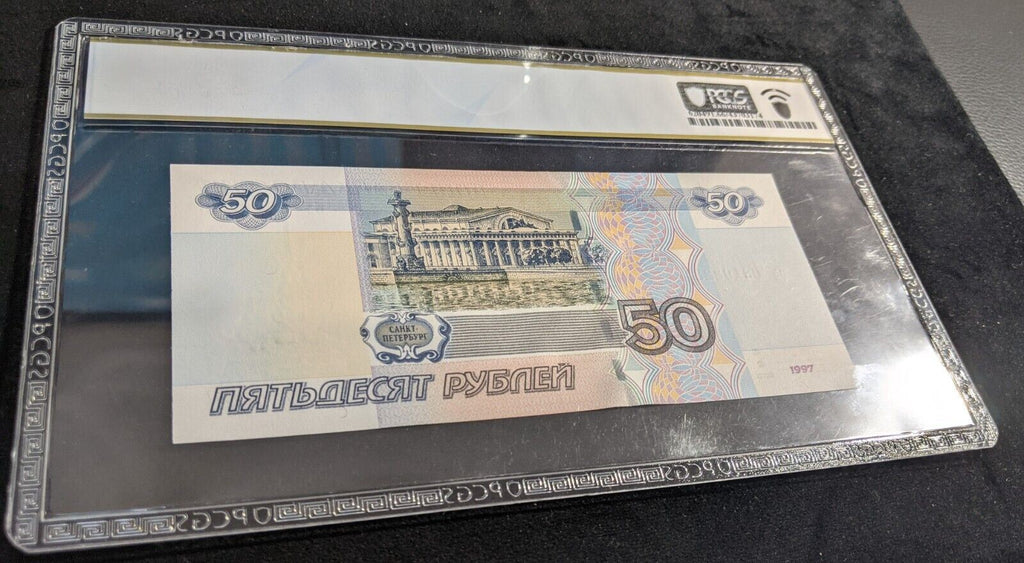 PCGS
BANKNOTE
50
50
САНКТ-
ПЕТЕРБУРГ
50
ПЯТЬДЕСЯТ РУБЛЕЙ
1997